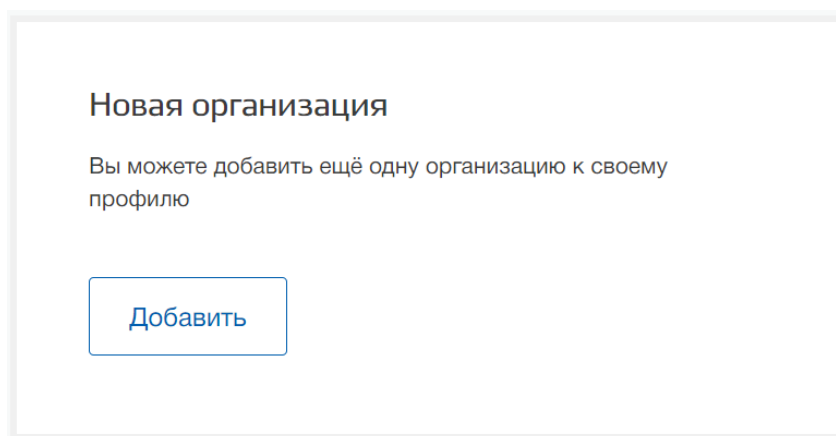 Новая организация
Вы можете добавить ещё одну организацию к своему
профилю
Добавить